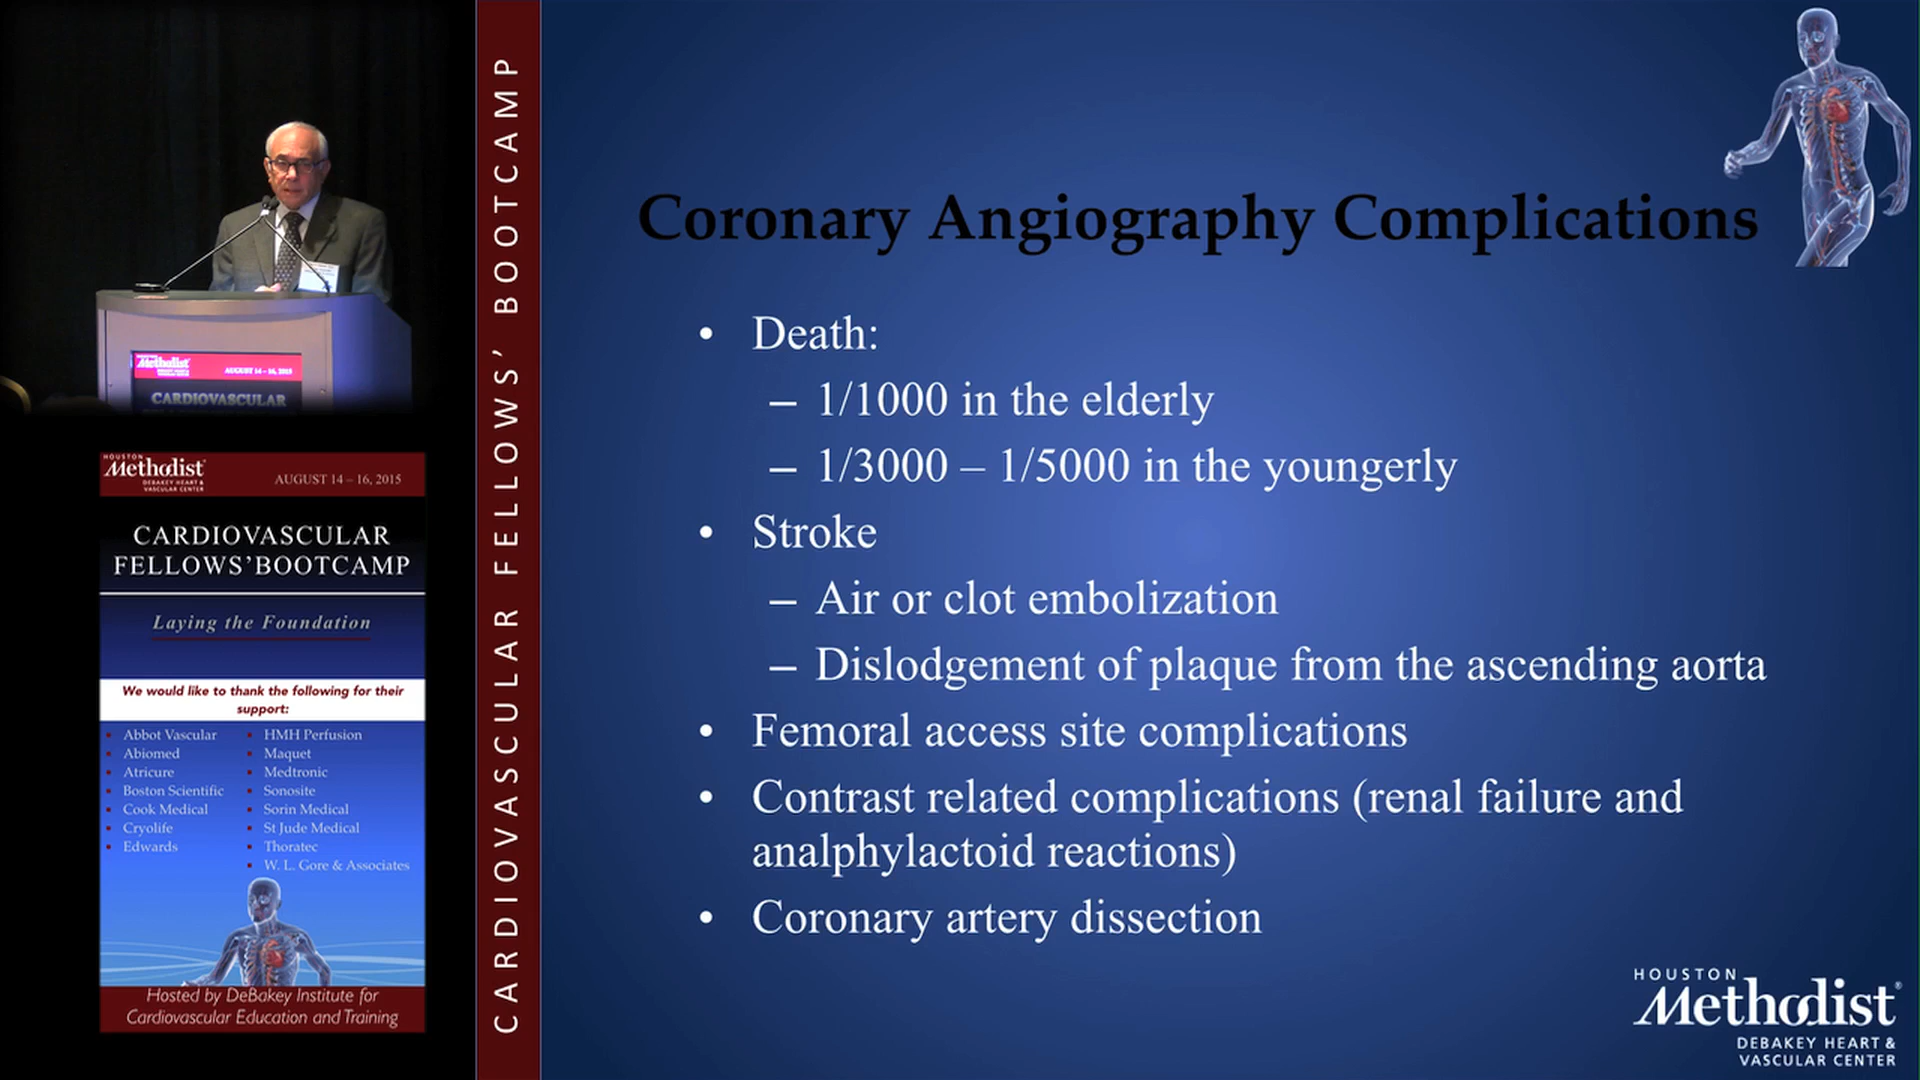 AUGUST 14 – 16, 2015
CARDIOVASCULAR
HOUSTON
Methodist
DEBAKEY HEART &
VASCULAR CENTER
AUGUST 14 – 16, 2015
CARDIOVASCULAR
FELLOWS'BOOTCAMP
Laying the Foundation
We would like to thank the following for their
support:
Abbot Vascular
Abiomed
Atricure
Boston Scientific
Cook Medical
Cryolife
Edwards
HMH Perfusion
Maquet
Medtronic
Sonosite
Sorin Medical
St Jude Medical
Thoratec
W. L. Gore & Associates
Hosted by DeBakey Institute for
Cardiovascular Education and Training
CARDIOVASCULAR FELLOWS' BOOTCAMP
Coronary Angiography Complications
• Death:
– 1/1000 in the elderly
– 1/3000 – 1/5000 in the youngerly
• Stroke
– Air or clot embolization
– Dislodgement of plaque from the ascending aorta
• Femoral access site complications
• Contrast related complications (renal failure and
analphylactoid reactions)
• Coronary artery dissection
HOUSTON
Methodist®
DEBAKEY HEART &
VASCULAR CENTER